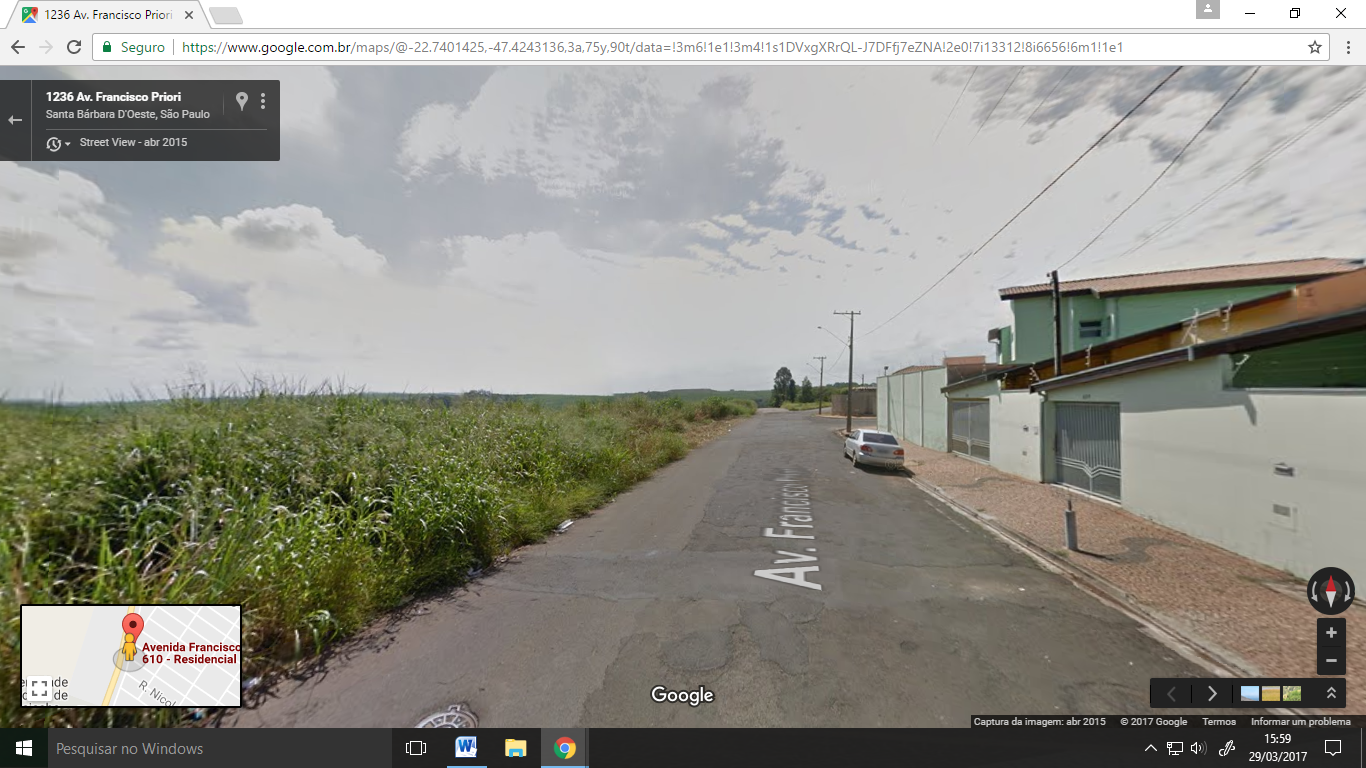 1236 Av. Francisco Priori
Seguro
https://www.google.com.br/maps/@-22.7401425,-47.4243136,3a,75y,90t/data=!3m6!1e1!3m4!1s1DVxgXRrQL-J7DFfj7eZNA!2e0!7i13312!8i6656!6m1!1e1
1236 Av. Francisco Priori
Santa Bárbara D'Oeste, São Paulo
Street View - abr 2015
Av. Francisco
Avenida Francisco
610 - Residencial
R. Nicol
Google
Captura da imagem: abr 2015 © 2017 Google Termos Informar um problema
Pesquisar no Windows
15:59
29/03/2017